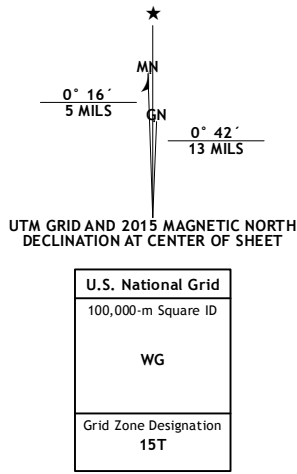 ★
MN
0° 16´
5 MILS
GN
0° 42´
13 MILS
UTM GRID AND 2015 MAGNETIC NORTH
DECLINATION AT CENTER OF SHEET
U.S. National Grid
100,000-m Square ID
WG
Grid Zone Designation
15T